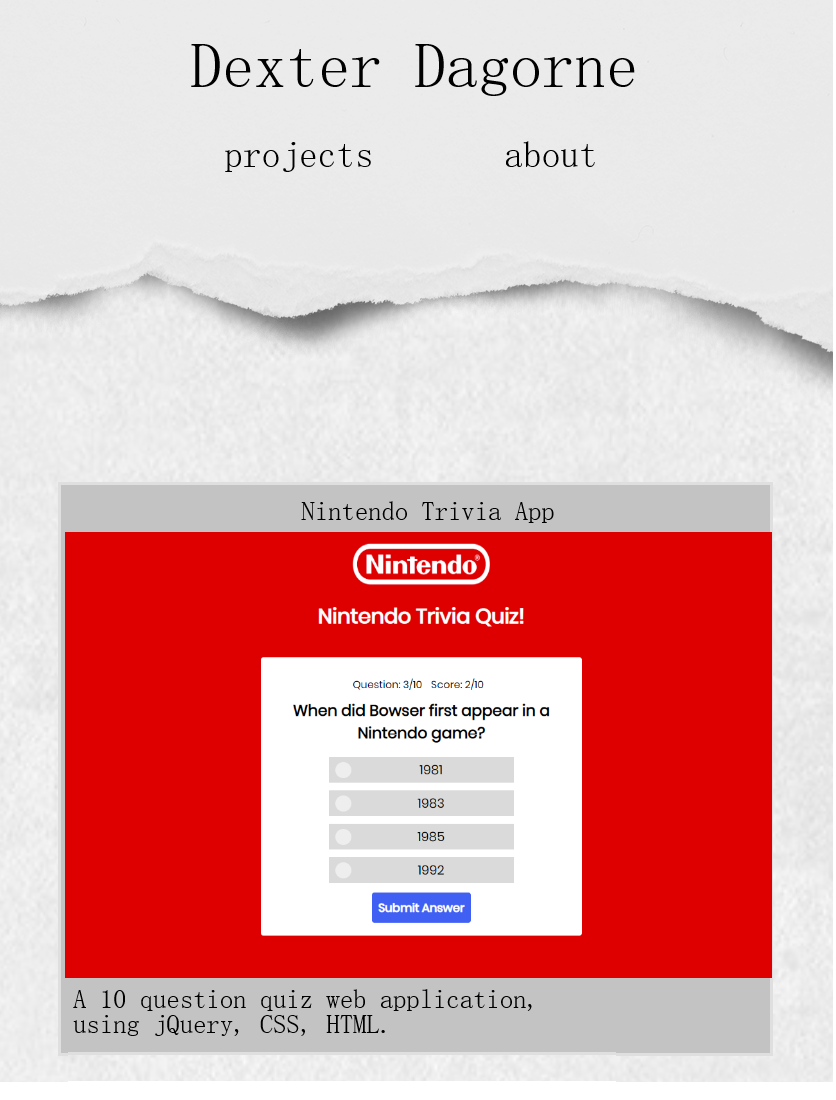 Dexter Dagorne
projects about
Nintendo Trivia App
Nintendo®
Nintendo Trivia Quiz!
Question: 3/10 Score: 2/10
When did Bowser first appear in a
Nintendo game?
1981
1983
1985
1992
Submit Answer
A 10 question quiz web application,
using jQuery, CSS, HTML.